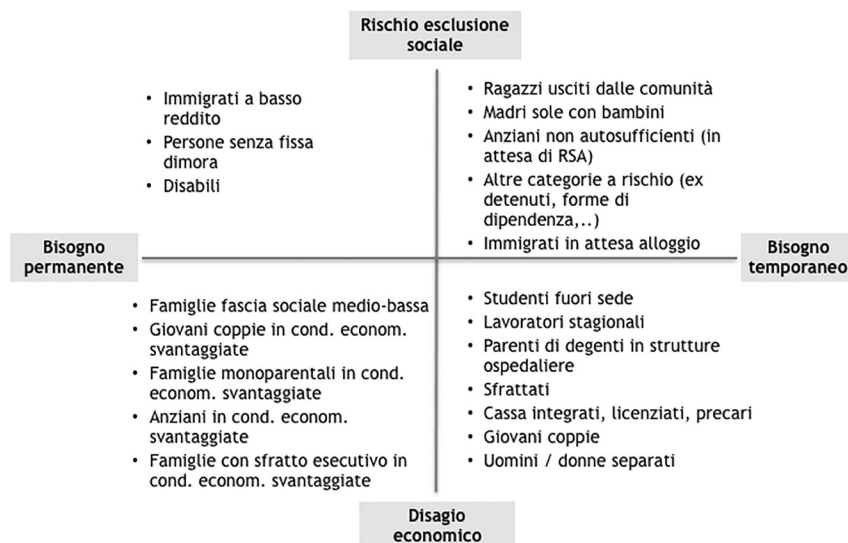 Rischio esclusione
sociale
• Immigrati a basso
reddito
• Persone senza fissa
dimora
• Disabili
• Ragazzi usciti dalle comunità
• Madri sole con bambini
• Anziani non autosufficienti (in
attesa di RSA)
• Altre categorie a rischio (ex
detenuti, forme di
dipendenza,..)
• Immigrati in attesa alloggio
Bisogno
permanente
Bisogno
temporaneo
• Famiglie fascia sociale medio-bassa
• Giovani coppie in cond. econom.
svantaggiate
• Famiglie monoparentali in cond.
econom. svantaggiate
• Anziani in cond. econom.
svantaggiate
• Famiglie con sfratto esecutivo in
cond. econom. svantaggiate
• Studenti fuori sede
• Lavoratori stagionali
• Parenti di degenti in strutture
ospedaliere
• Sfrattati
• Cassa integrati, licenziati, precari
• Giovani coppie
• Uomini / donne separati
Disagio
economico